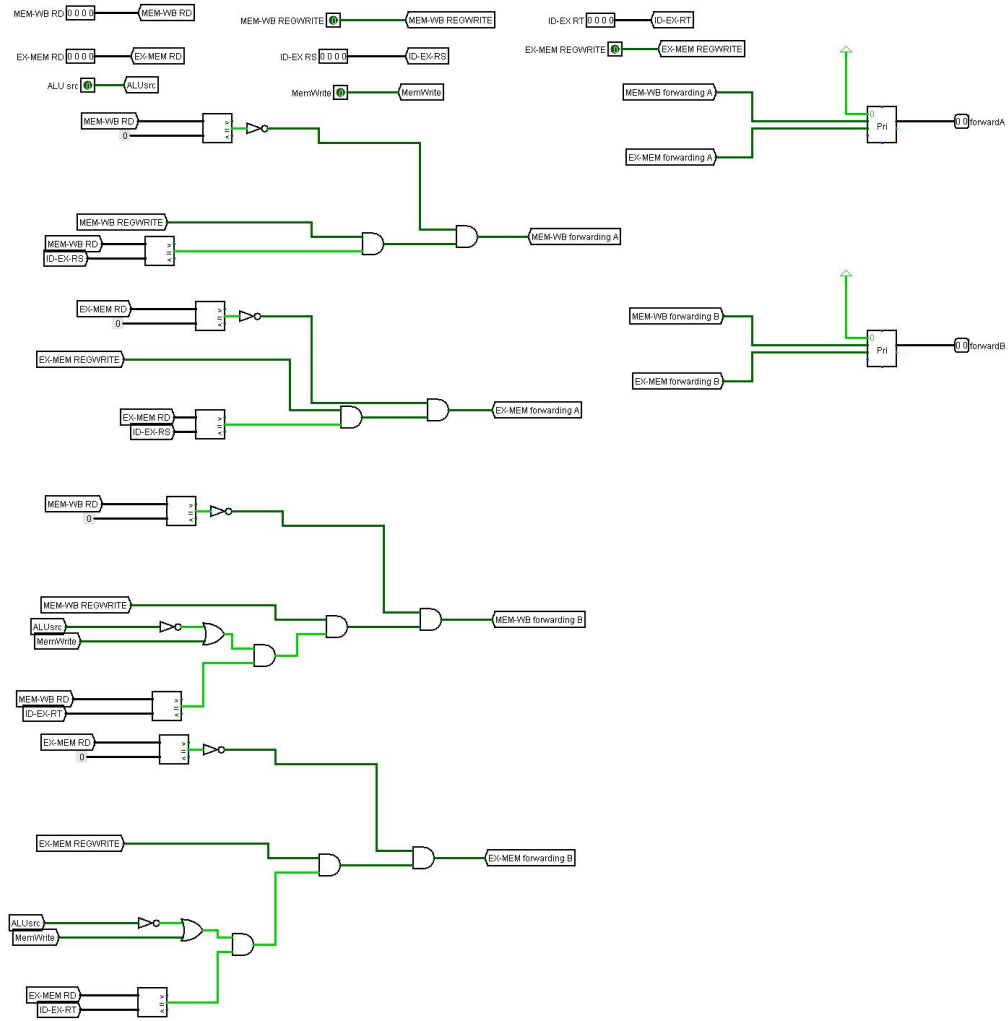 MEM-WB RD 0 0 0 0 MEM-WB RD
MEM-WB REGWRITE 0 MEM-WB REGWRITE
ID-EX RT 0 0 0 0 ID-EX-RT
EX-MEM RD 0 0 0 0 EX-MEM RD
ID-EX RS 0 0 0 0 ID-EX-RS
EX-MEM REGWRITE 0 EX-MEM REGWRITE
ALU src 0 ALUsrc
MemWrite 0 MemWrite
MEM-WB forwarding A
EX-MEM forwarding A
0
Pri
0 0 forwardA
MEM-WB RD
0
> = <
MEM-WB REGWRITE
MEM-WB RD
ID-EX-RS
> = <
MEM-WB forwarding A
MEM-WB forwarding B
EX-MEM forwarding B
0
Pri
0 0 forwardB
EX-MEM RD
0
> = <
EX-MEM REGWRITE
EX-MEM RD
ID-EX-RS
> = <
EX-MEM forwarding A
MEM-WB RD
0
> = <
MEM-WB REGWRITE
ALUsrc
MemWrite
MEM-WB RD
ID-EX-RT
> = <
MEM-WB forwarding B
EX-MEM RD
0
> = <
EX-MEM REGWRITE
ALUsrc
MemWrite
EX-MEM RD
ID-EX-RT
> = <
EX-MEM forwarding B